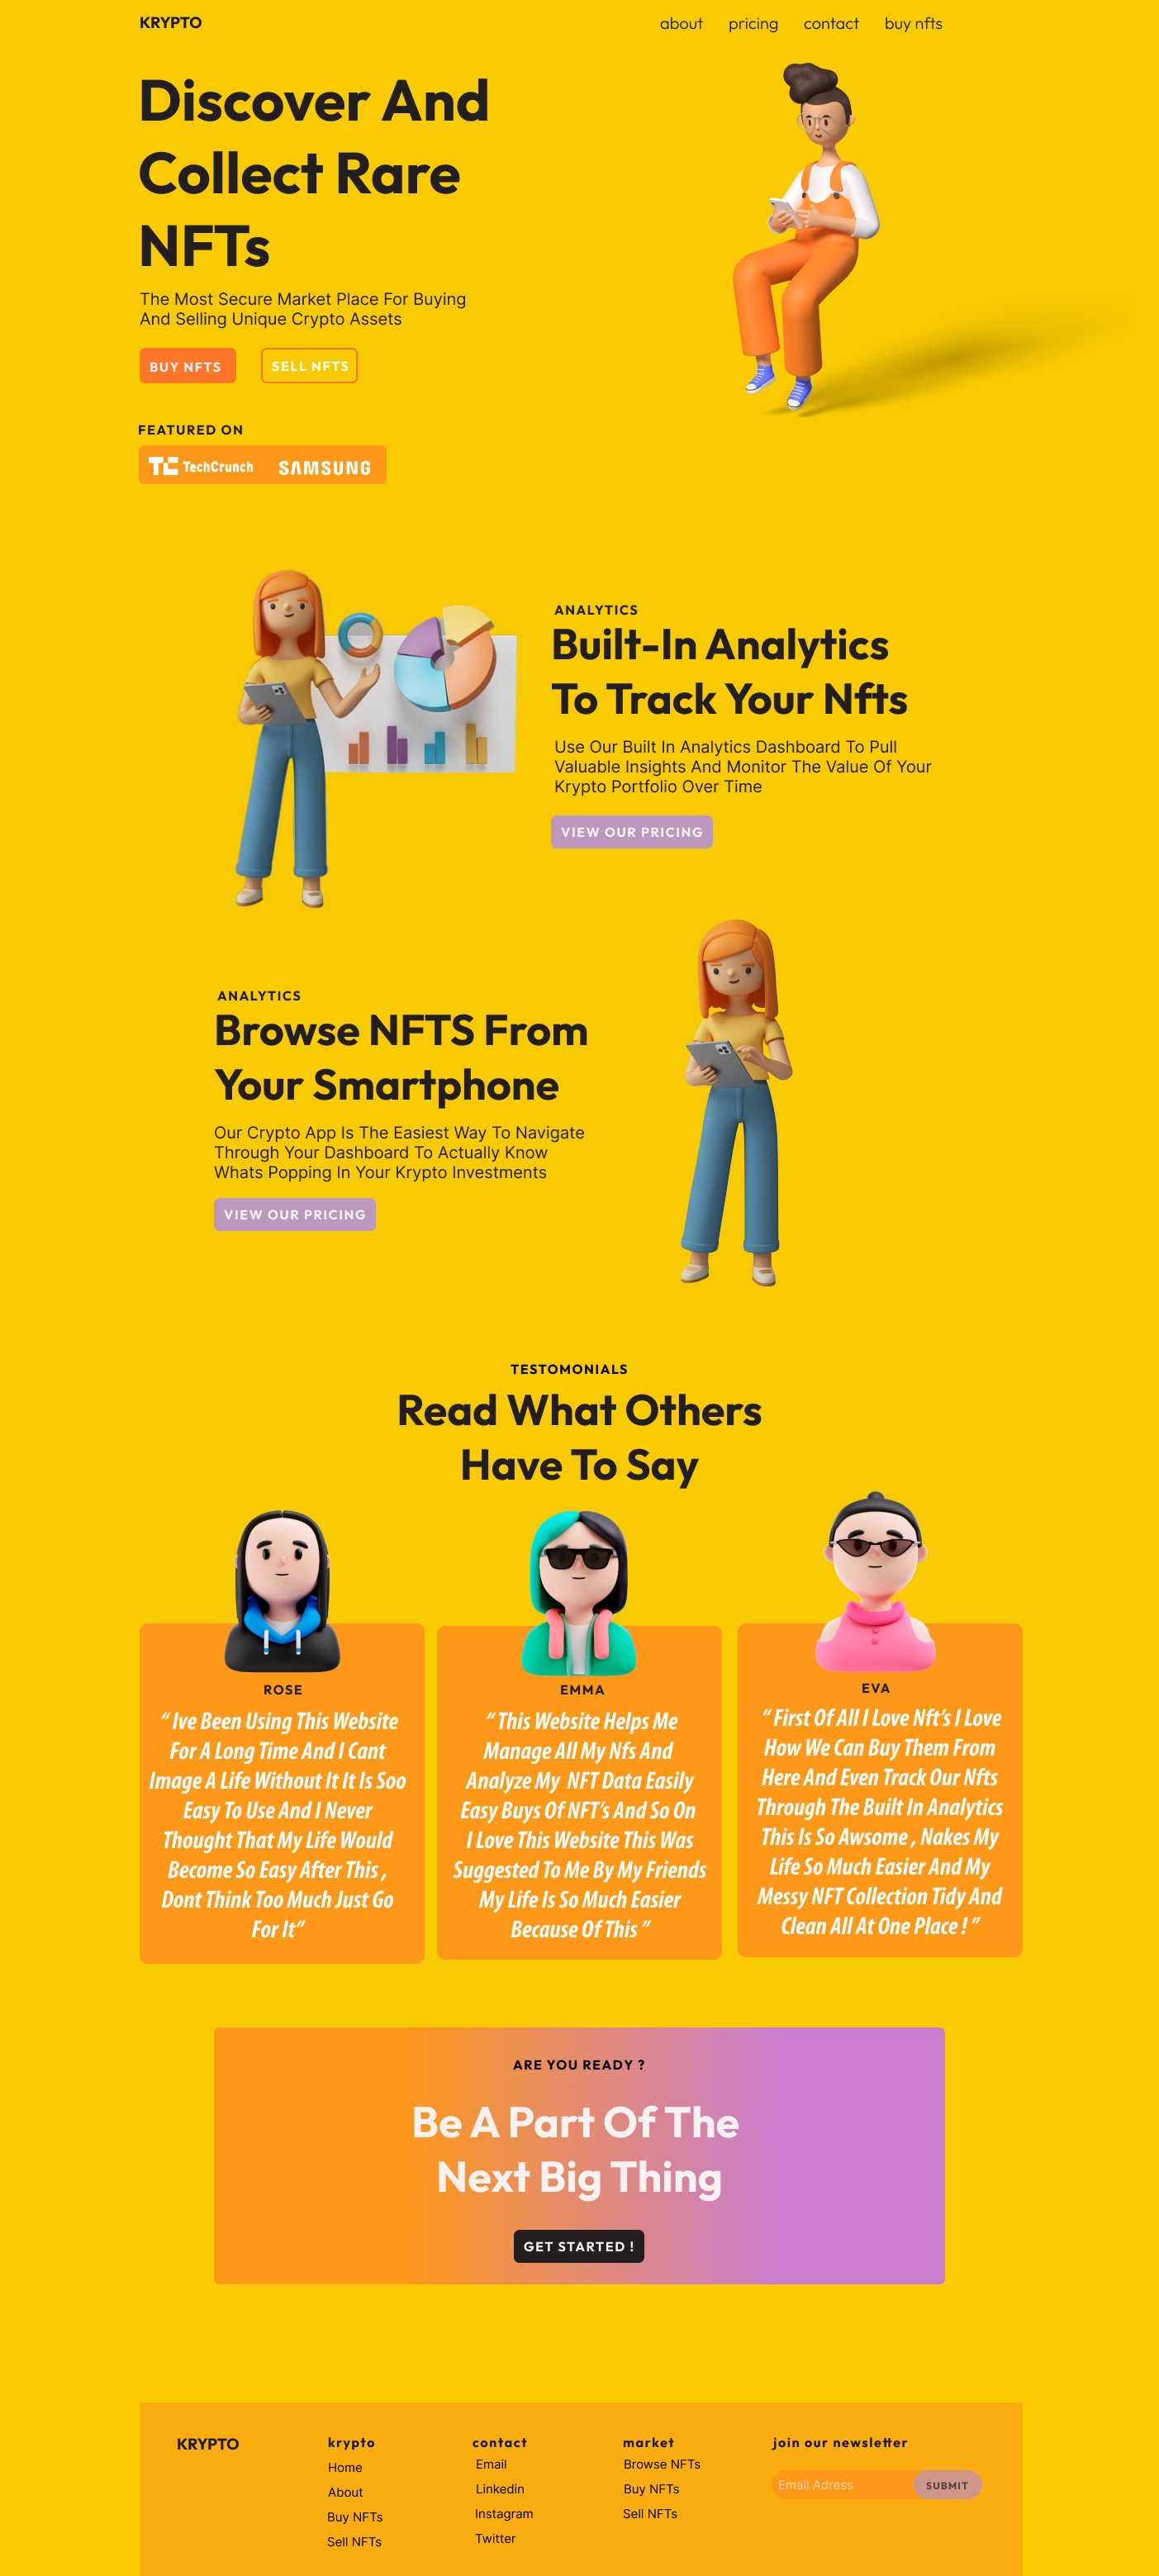 KRYPTO
about pricing contact buy nfts
Discover And
Collect Rare
NFTs
The Most Secure Market Place For Buying
And Selling Unique Crypto Assets
BUY NFTS SELL NFTS
FEATURED ON
TC TechCrunch SAMSUNG
ANALYTICS
Built-In Analytics
To Track Your Nfts
Use Our Built In Analytics Dashboard To Pull
Valuable Insights And Monitor The Value Of Your
Krypto Portfolio Over Time
VIEW OUR PRICING
ANALYTICS
Browse NFTS From
Your Smartphone
Our Crypto App Is The Easiest Way To Navigate
Through Your Dashboard To Actually Know
Whats Popping In Your Krypto Investments
VIEW OUR PRICING
TESTOMONIALS
Read What Others
Have To Say
ROSE
“ Ive Been Using This Website
For A Long Time And I Cant
Image A Life Without It It Is Soo
Easy To Use And I Never
Thought That My Life Would
Become So Easy After This ,
Dont Think Too Much Just Go
For It”
EMMA
“ This Website Helps Me
Manage All My Nfs And
Analyze My  NFT Data Easily
Easy Buys Of NFT’s And So On
I Love This Website This Was
Suggested To Me By My Friends
My Life Is So Much Easier
Because Of This ”
EVA
“ First Of All I Love Nft’s I Love
How We Can Buy Them From
Here And Even Track Our Nfts
Through The Built In Analytics
This Is So Awsome , Nakes My
Life So Much Easier And My
Messy NFT Collection Tidy And
Clean All At One Place ! ”
ARE YOU READY ?
Be A Part Of The
Next Big Thing
GET STARTED !
KRYPTO
krypto
Home
About
Buy NFTs
Sell NFTs
contact
Email
Linkedin
Instagram
Twitter
market
Browse NFTs
Buy NFTs
Sell NFTs
join our newsletter
Email Adress SUBMIT